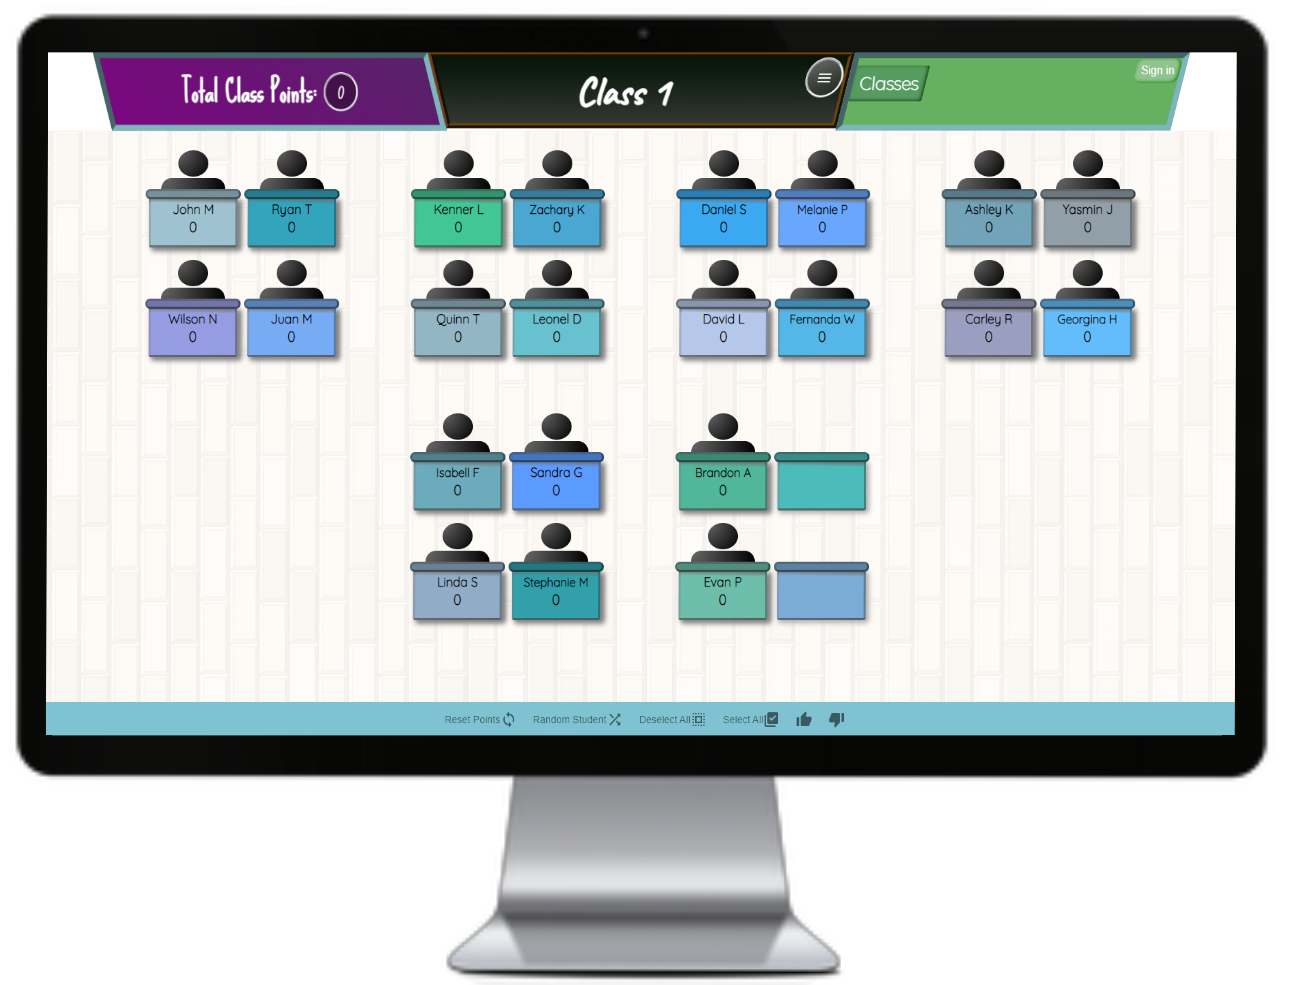 Total Class Points: 0
Class 1
Classes
Sign in
John M
0
Ryan T
0
Kenner L
0
Zachary K
0
Daniel S
0
Melanie P
0
Ashley K
0
Yasmin J
0
Wilson N
0
Juan M
0
Quinn T
0
Leonel D
0
David L
0
Fernanda W
0
Carley R
0
Georgina H
0
Isabell F
0
Sandra G
0
Brandon A
0
Linda S
0
Stephanie M
0
Evan P
0
Reset Points
Random Student
Deselect All
Select All